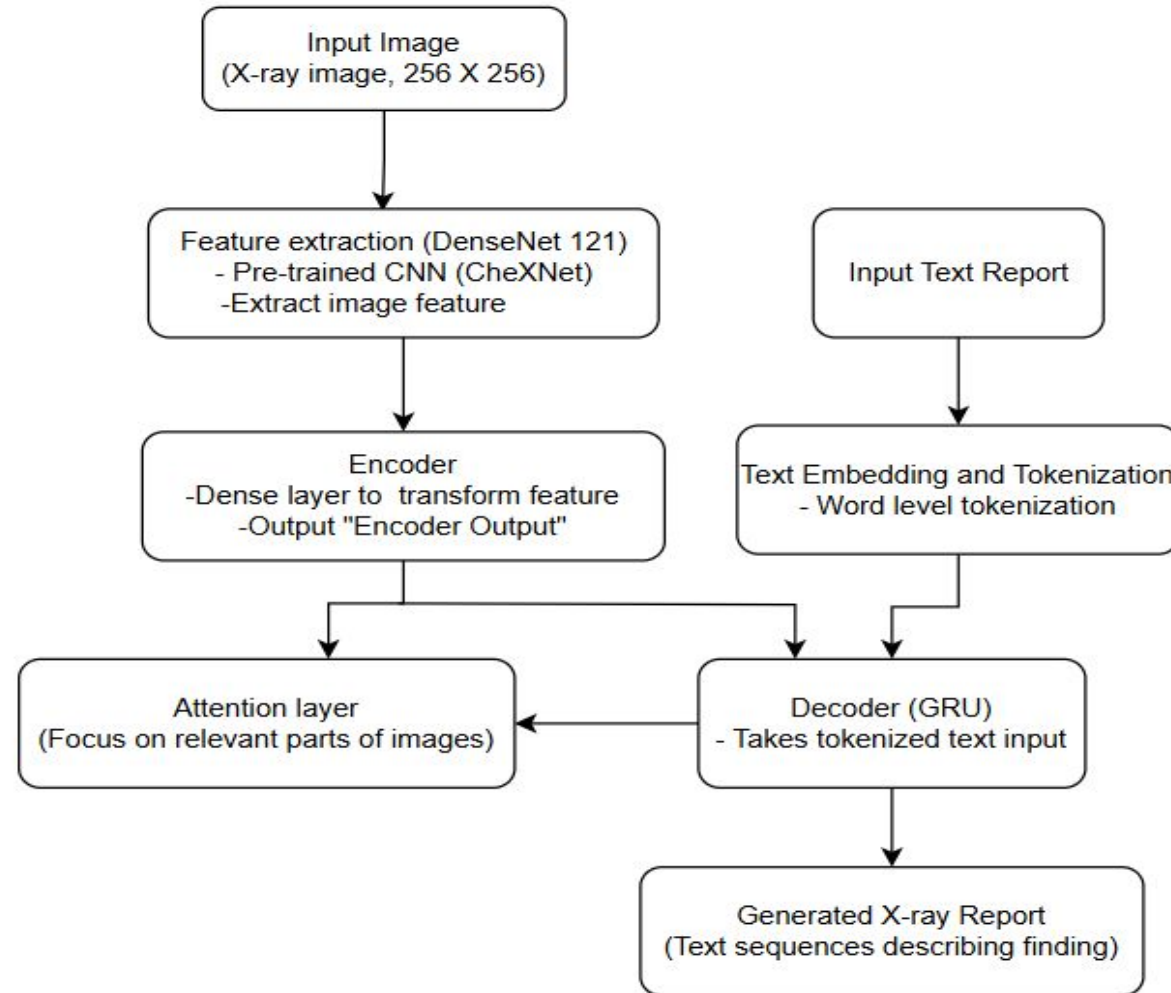 Input Image
(X-ray image, 256 X 256)
Feature extraction (DenseNet 121)
- Pre-trained CNN (CheXNet)
-Extract image feature
Input Text Report
Encoder
-Dense layer to transform feature
-Output "Encoder Output"
Text Embedding and Tokenization
- Word level tokenization
Attention layer
(Focus on relevant parts of images)
Decoder (GRU)
- Takes tokenized text input
Generated X-ray Report
(Text sequences describing finding)